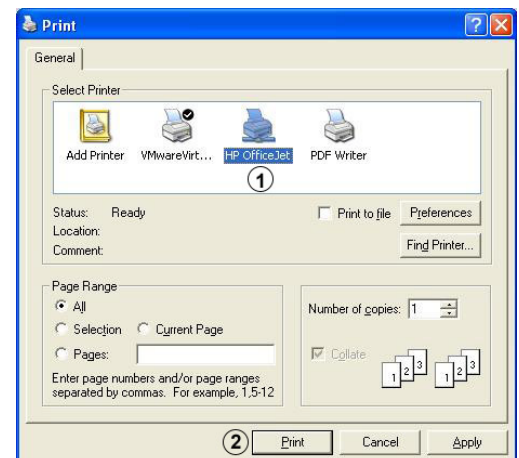 Print
General
Select Printer
Add Printer VMwareVirt... HP OfficeJet PDF Writer
1
Status: Ready
Print to file Preferences
Location:
Comment:
Find Printer...
Page Range
All
Selection Current Page
Pages:
Enter page numbers and/or page ranges
separated by commas. For example, 1,5-12
Number of copies: 1
Collate
1 2 3 1 2 3
2 Print Cancel Apply